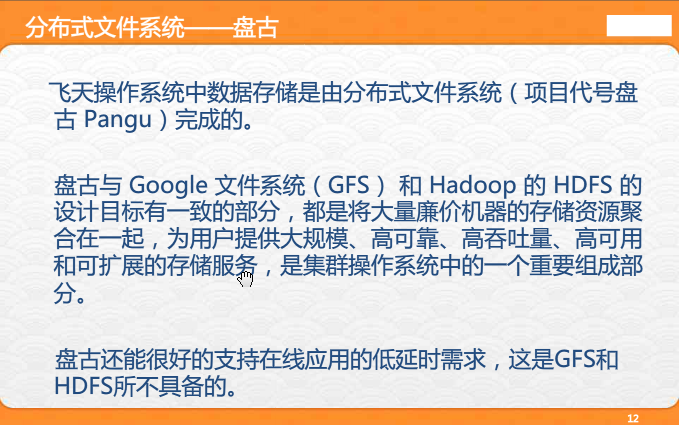 分布式文件系统——盘古
飞天操作系统中数据存储是由分布式文件系统（项目代号盘
古 Pangu）完成的。
盘古与 Google 文件系统（GFS） 和 Hadoop 的 HDFS 的
设计目标有一致的部分，都是将大量廉价机器的存储资源聚
合在一起，为用户提供大规模、高可靠、高吞吐量、高可用
和可扩展的存储服务，是集群操作系统中的一个重要组成部
分。
盘古还能很好的支持在线应用的低延时需求，这是GFS和
HDFS所不具备的。
12